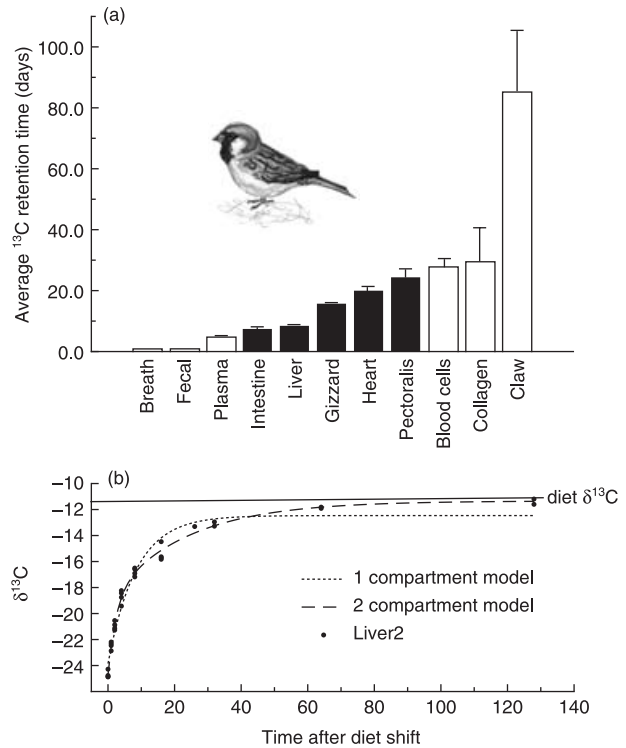 (a)
Average ¹³C retention time (days)
100.0
80.0
60.0
40.0
20.0
0.0
Breath
Fecal
Plasma
Intestine
Liver
Gizzard
Heart
Pectoralis
Blood cells
Collagen
Claw
(b)
δ¹³C
−10
−12
−14
−16
−18
−20
−22
−24
diet δ¹³C
1 compartment model
2 compartment model
Liver2
0 20 40 60 80 100 120 140
Time after diet shift